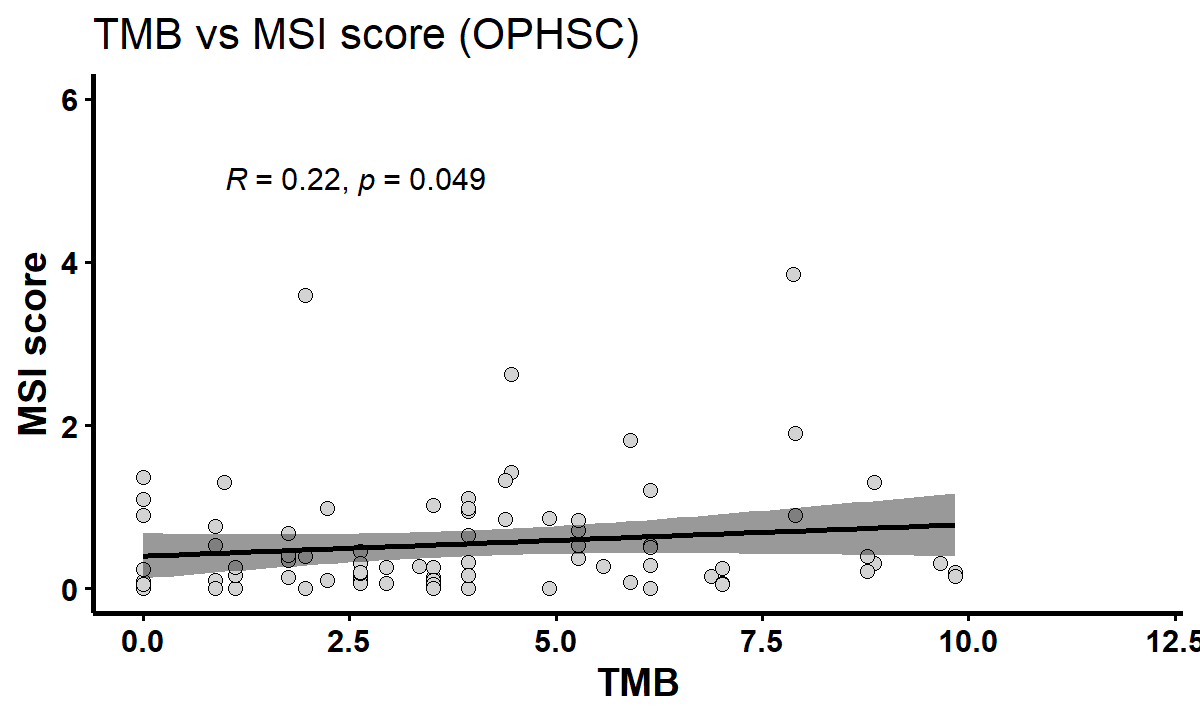 TMB vs MSI score (OPHSC)
6
R = 0.22, p = 0.049
4
2
0
MSI score
0.0 2.5 5.0 7.5 10.0 12.5
TMB